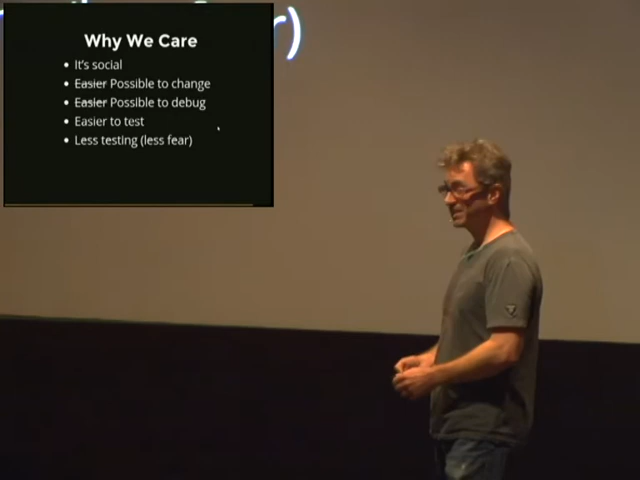 r)
Why We Care
• It's social
• Easier Possible to change
• Easier Possible to debug
• Easier to test
• Less testing (less fear)